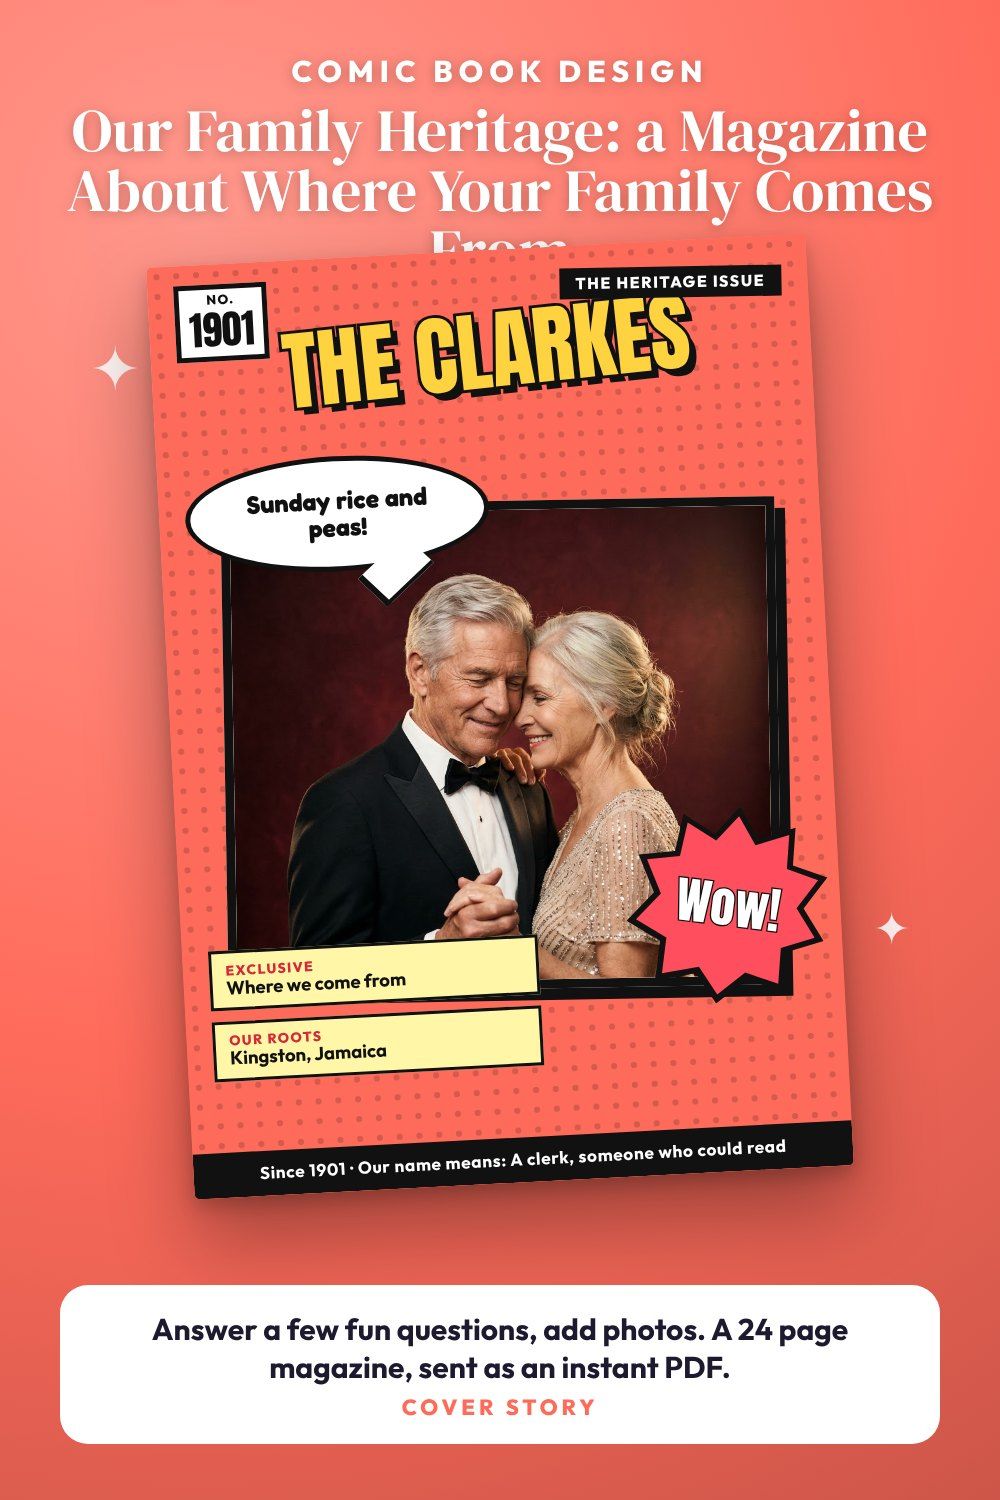 COMIC BOOK DESIGN
Our Family Heritage: a Magazine
About Where Your Family Comes
From
THE HERITAGE ISSUE
NO.
1901
THE CLARKES
Sunday rice and
peas!
Wow!
EXCLUSIVE
Where we come from
OUR ROOTS
Kingston, Jamaica
Since 1901 · Our name means: A clerk, someone who could read
Answer a few fun questions, add photos. A 24 page
magazine, sent as an instant PDF.
COVER STORY